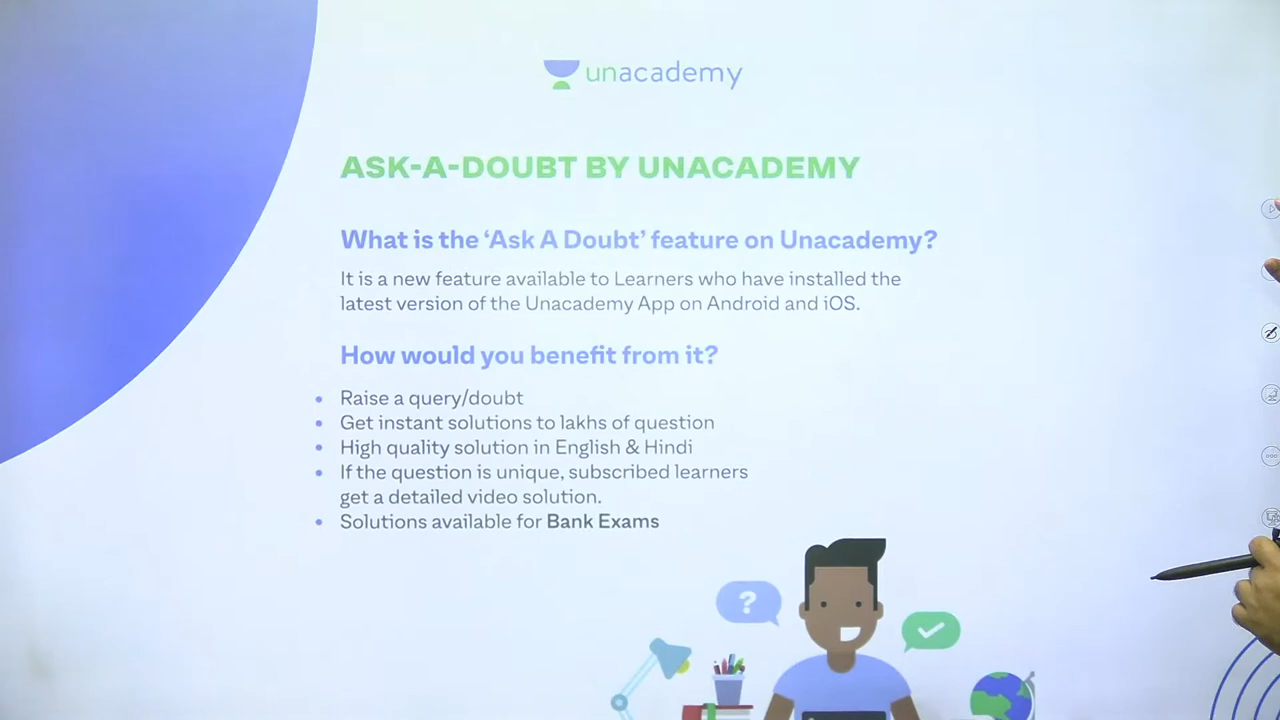 unacademy
ASK-A-DOUBT BY UNACADEMY
What is the ‘Ask A Doubt’ feature on Unacademy?
It is a new feature available to Learners who have installed the
latest version of the Unacademy App on Android and iOS.
How would you benefit from it?
• Raise a query/doubt
• Get instant solutions to lakhs of question
• High quality solution in English & Hindi
• If the question is unique, subscribed learners
get a detailed video solution.
• Solutions available for Bank Exams
?